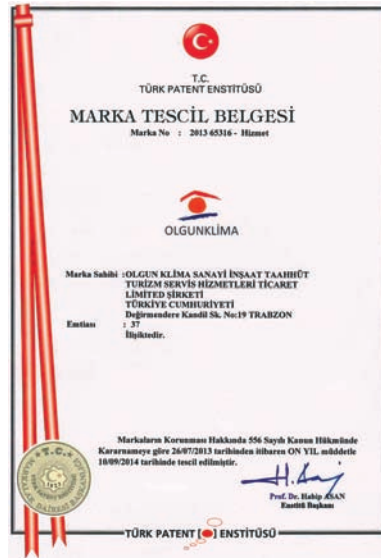 T.C.
TÜRK PATENT ENSTİTÜSÜ
MARKA TESCİL BELGESİ
Marka No : 2013 65316 - Hizmet
OLGUNKLİMA
Marka Sahibi :OLGUN KLİMA SANAYİ İNŞAAT TAAHHÜT
TURİZM SERVİS HİZMETLERİ TİCARET
LİMİTED ŞİRKETİ
TÜRKİYE CUMHURİYETİ
Değirmendere Kandil Sk. No:19 TRABZON
Emtiası : 37
İlişiktedir.
Markaların Korunması Hakkında 556 Sayılı Kanun Hükmünde
Kararnameye göre 26/07/2013 tarihinden itibaren ON YIL müddetle
10/09/2014 tarihinde tescil edilmiştir.
Prof. Dr. Habip ASAN
Enstitü Başkanı
T.C.
TÜRK PATENT ENSTİTÜSÜ